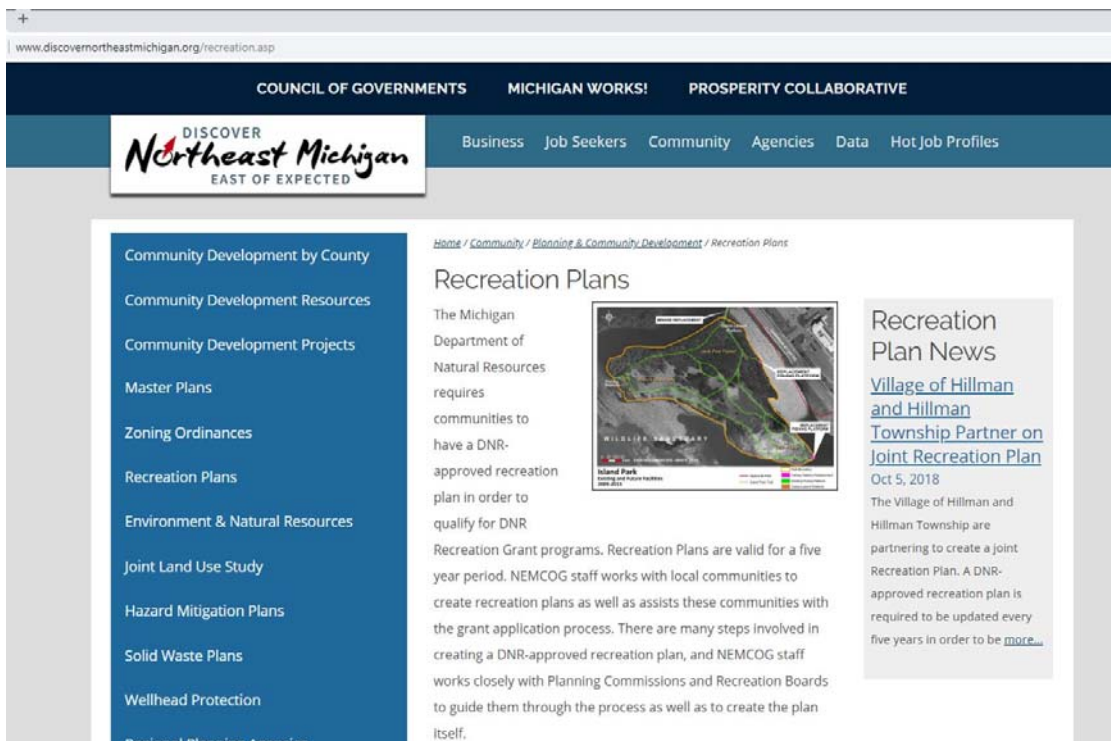 +
www.discovernortheastmichigan.org/recreation.asp
COUNCIL OF GOVERNMENTS MICHIGAN WORKS! PROSPERITY COLLABORATIVE
DISCOVER
Northeast Michigan
EAST OF EXPECTED
Business Job Seekers Community Agencies Data Hot Job Profiles
Community Development by County
Community Development Resources
Community Development Projects
Master Plans
Zoning Ordinances
Recreation Plans
Environment & Natural Resources
Joint Land Use Study
Hazard Mitigation Plans
Solid Waste Plans
Wellhead Protection
Home / Community / Planning & Community Development / Recreation Plans
Recreation Plans
The Michigan
Department of
Natural Resources
requires
communities to
have a DNR-
approved recreation
plan in order to
qualify for DNR
Recreation Grant programs. Recreation Plans are valid for a five
year period. NEMCOG staff works with local communities to
create recreation plans as well as assists these communities with
the grant application process. There are many steps involved in
creating a DNR-approved recreation plan, and NEMCOG staff
works closely with Planning Commissions and Recreation Boards
to guide them through the process as well as to create the plan
itself.
WILDLIFE SANCTUARY
Island Park
Existing and Future Facilities
Recreation
Plan News
Village of Hillman
and Hillman
Township Partner on
Joint Recreation Plan
Oct 5, 2018
The Village of Hillman and
Hillman Township are
partnering to create a joint
Recreation Plan. A DNR-
approved recreation plan is
required to be updated every
five years in order to be more...